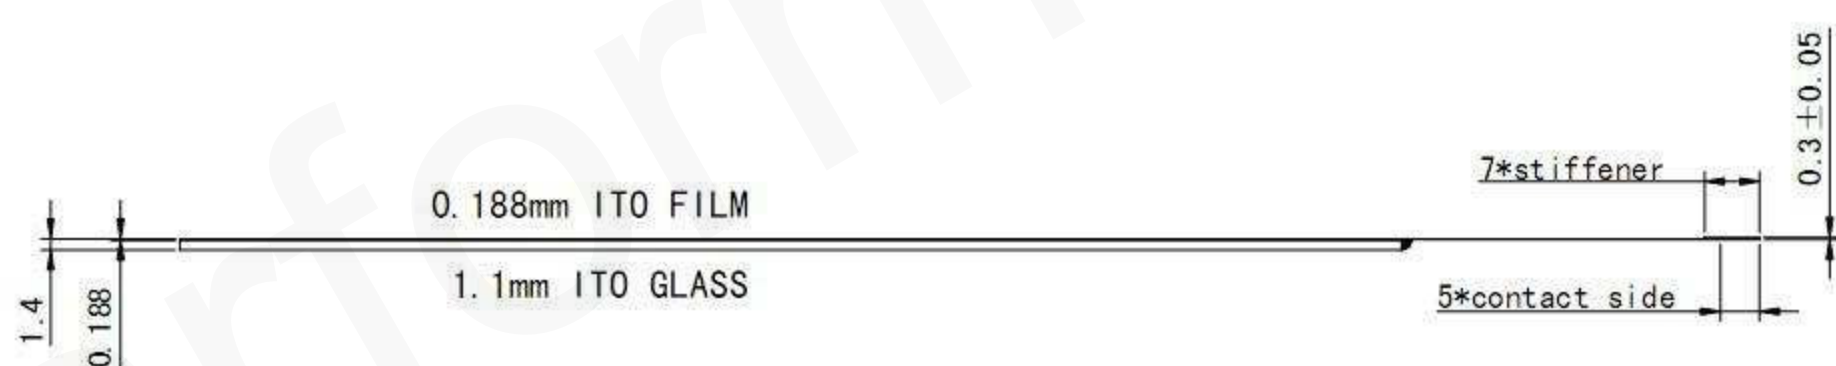 0.3±0.05
7*stiffener
0.188mm ITO FILM
1.1mm ITO GLASS
5*contact side
1.4
0.188
form